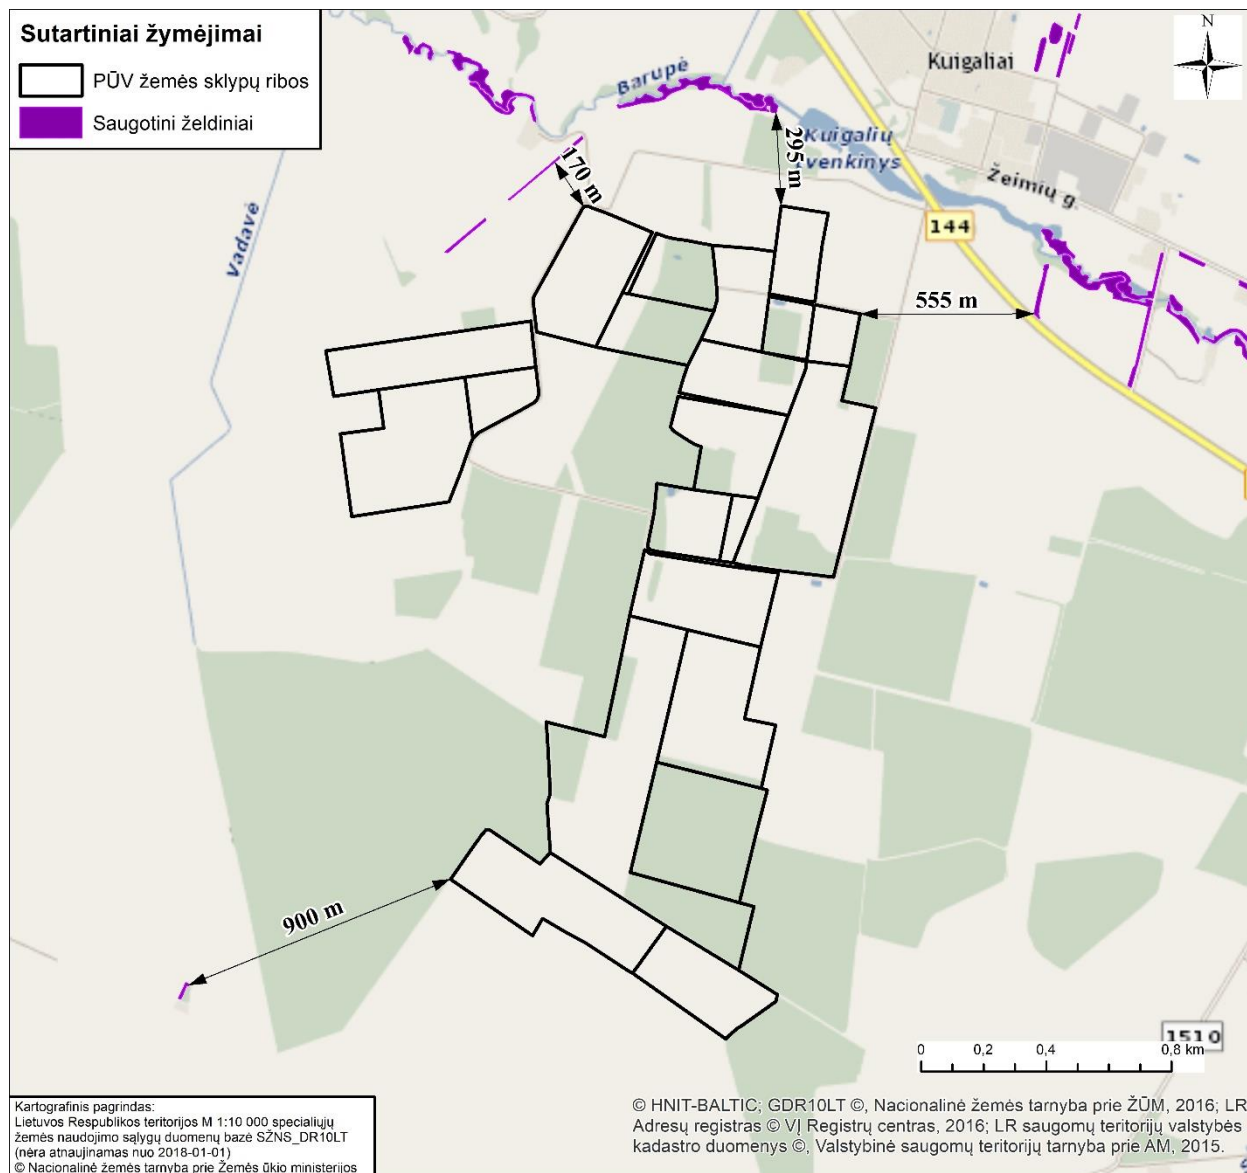 Sutartiniai žymėjimai
PŪV žemės sklypų ribos
Saugotini želdiniai
N
Kuigaliai
Barupė
Kuigalių
tvenkinys
Žeimių g.
295 m
170 m
144
Vadavė
555 m
900 m
1510
0 0,2 0,4 0,8 km
Kartografinis pagrindas:
Lietuvos Respublikos teritorijos M 1:10 000 specialiųjų
žemės naudojimo sąlygų duomenų bazė SŽNS_DR10LT
(nėra atnaujinamas nuo 2018-01-01)
© Nacionalinė žemės tarnyba prie Žemės ūkio ministerijos
© HNIT-BALTIC; GDR10LT ©, Nacionalinė žemės tarnyba prie ŽŪM, 2016; LR
Adresų registras © VĮ Registrų centras, 2016; LR saugomų teritorijų valstybės
kadastro duomenys ©, Valstybinė saugomų teritorijų tarnyba prie AM, 2015.